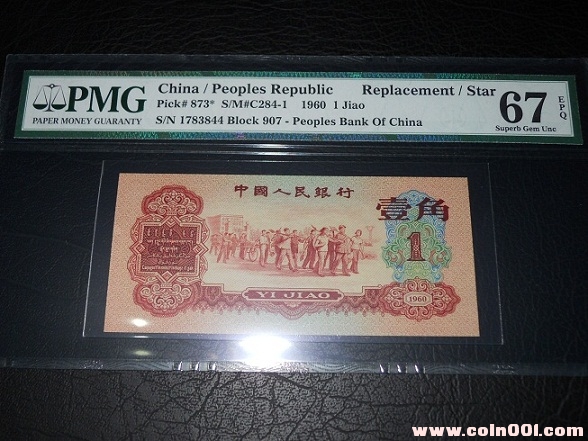 PMG
PAPER MONEY GUARANTY
China / Peoples Republic Replacement / Star
Pick# 873* S/M#C284-1 1960 1 Jiao
S/N 1783844 Block 907 - Peoples Bank Of China
67 EPQ
Superb Gem Unc
中國人民銀行
壹角
1
YI JIAO
1960
www.coin001.com